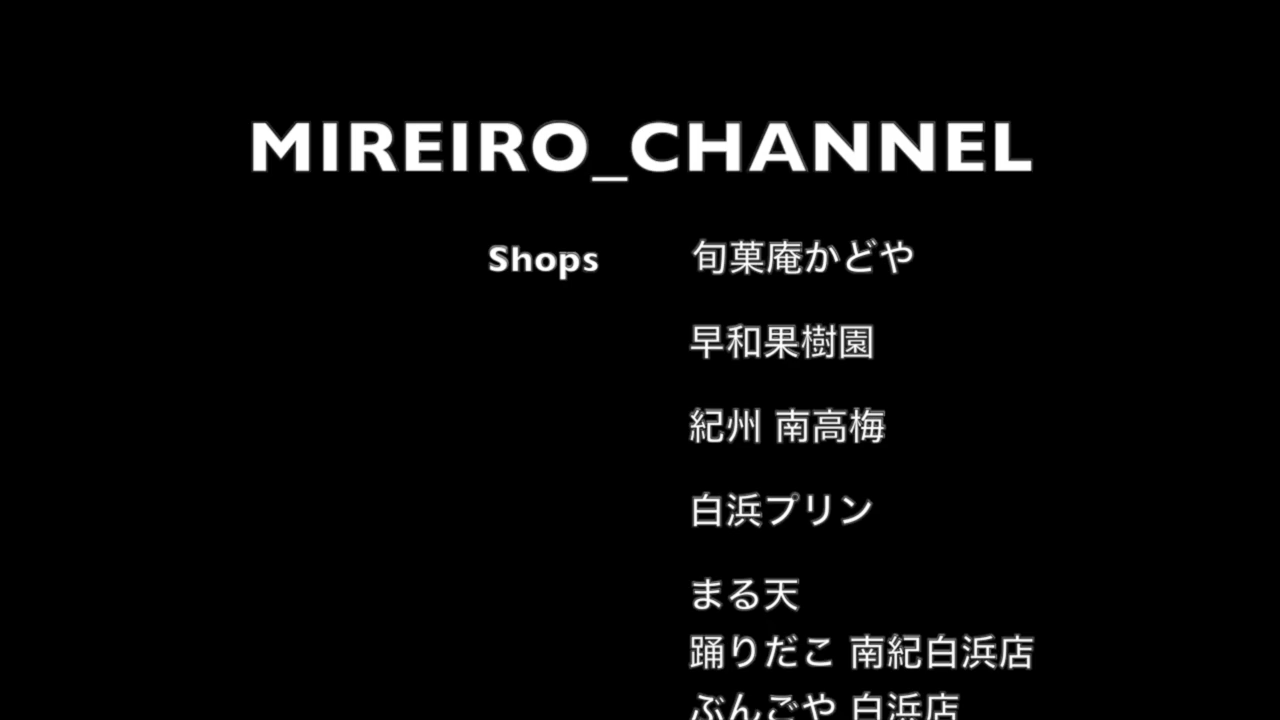 MIREIRO_CHANNEL
Shops 旬菓庵かどや
早和果樹園
紀州 南高梅
白浜プリン
まる天
踊りだこ 南紀白浜店
ぶんごや 白浜店